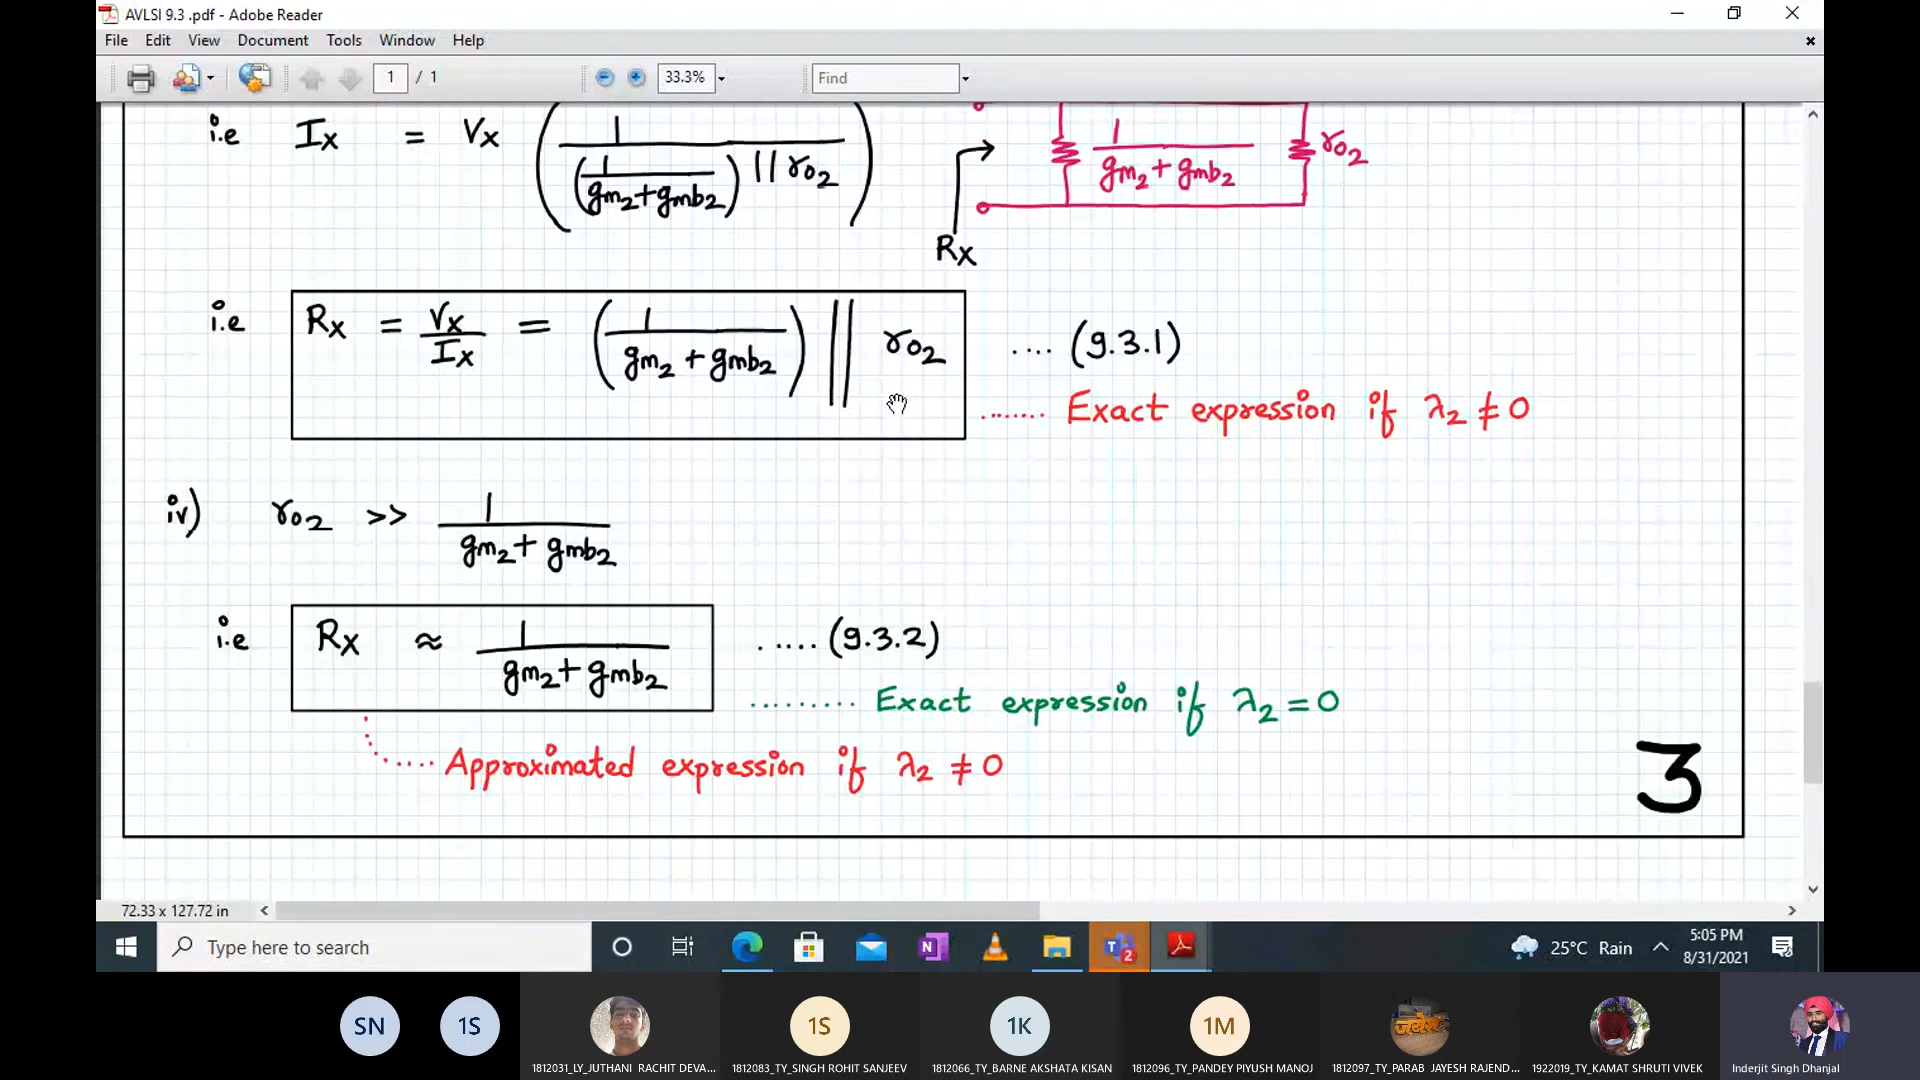 AVLSI 9.3 .pdf - Adobe Reader
File Edit View Document Tools Window Help
1 / 1 33.3% Find
i.e Ix = Vx ( 1 / ( (1 / (gm2+gmb2)) || ro2 ) )
1 / (gm2 + gmb2) ro2
Rx
i.e Rx = Vx / Ix = ( 1 / (gm2 + gmb2) ) || ro2 .... (9.3.1)
....... Exact expression if λ2 ≠ 0
iv) ro2 >> 1 / (gm2 + gmb2)
i.e Rx ≈ 1 / (gm2 + gmb2) ..... (9.3.2)
......... Exact expression if λ2 = 0
..... Approximated expression if λ2 ≠ 0
3
72.33 x 127.72 in
Type here to search
25°C Rain
5:05 PM
8/31/2021
2
SN 1S 1S 1K 1M
1812031_LY_JUTHANI RACHIT DEVA...
1812083_TY_SINGH ROHIT SANJEEV
1812066_TY_BARNE AKSHATA KISAN
1812096_TY_PANDEY PIYUSH MANOJ
1812097_TY_PARAB JAYESH RAJEND...
1922019_TY_KAMAT SHRUTI VIVEK
Inderjit Singh Dhanjal